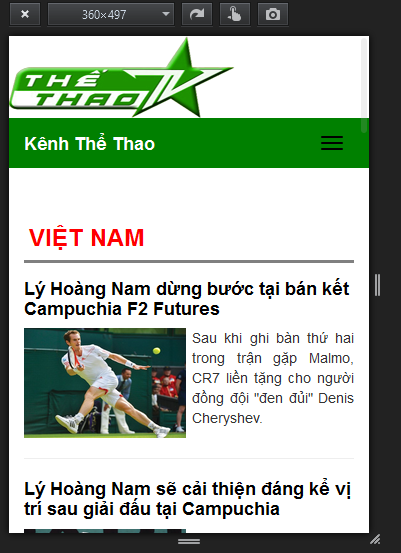 360×497
THỂ
THAO TV
Kênh Thể Thao
VIỆT NAM
Lý Hoàng Nam dừng bước tại bán kết
Campuchia F2 Futures
Sau khi ghi bàn thứ hai
trong trận gặp Malmo,
CR7 liền tặng cho người
đồng đội "đen đủi" Denis
Cheryshev.
Lý Hoàng Nam sẽ cải thiện đáng kể vị
trí sau giải đấu tại Campuchia